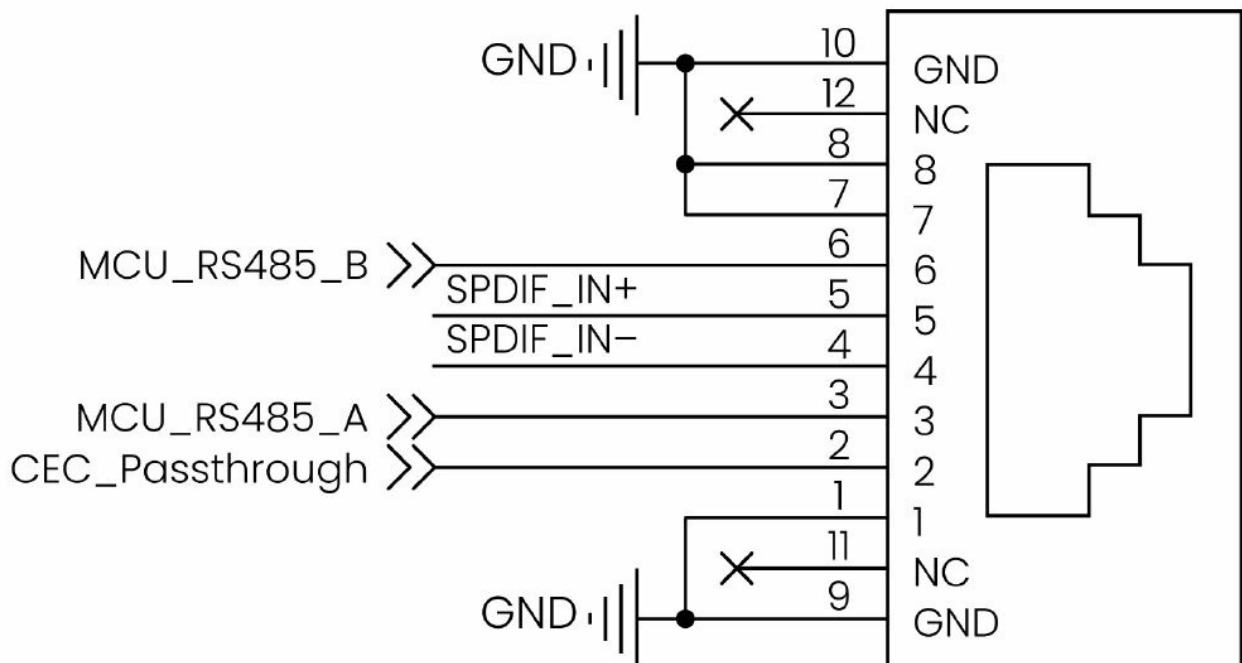 GND 10 GND
12 NC
8 8
7 7
MCU_RS485_B 6 6
SPDIF_IN+ 5 5
SPDIF_IN− 4 4
MCU_RS485_A 3 3
CEC_Passthrough 2 2
1 1
11 NC
GND 9 GND